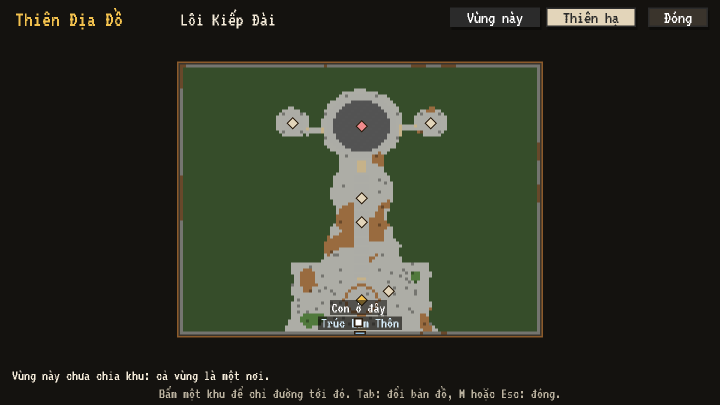 Thiên Địa Đồ
Lôi Kiếp Đài
Vùng này
Thiên hạ
Đóng
Con ở đây
Trúc Thôn
Vùng này chưa chia khu: cả vùng là một nơi.
Bấm một khu để chỉ đường tới đó. Tab: đổi bản đồ, M hoặc Esc: đóng.